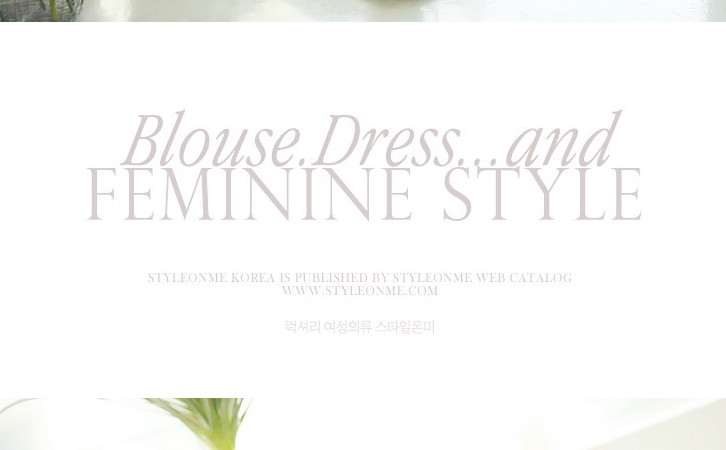 Blouse.Dress...and
FEMININE STYLE
STYLEONME KOREA IS PUBLISHED BY STYLEONME WEB CATALOG
WWW.STYLEONME.COM
럭셔리 여성의류 스타일온미